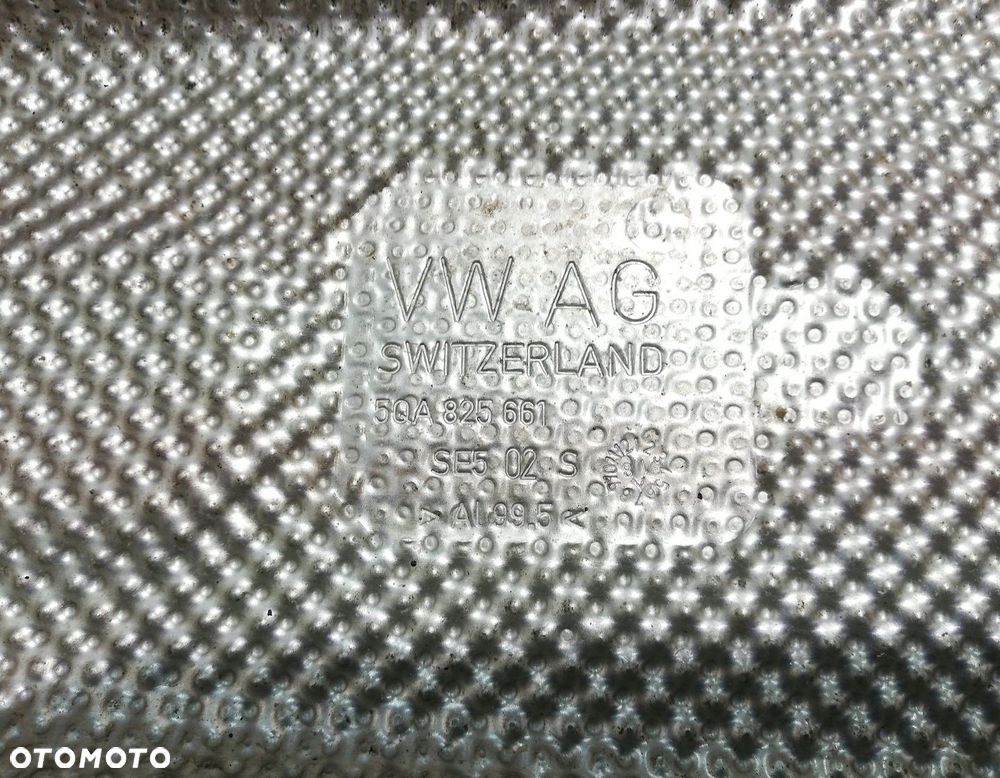 VW AG
SWITZERLAND
5QA 825 661
SE5 02 S
> AL99.5 <
OTOMOTO